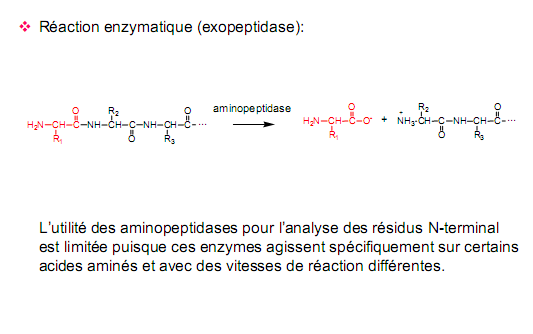 ❖ Réaction enzymatique (exopeptidase):
O R2 O
H2N–CH–C–NH–CH–C–NH–CH–C–···
R1 O R3
aminopeptidase
O
H2N–CH–C–O-
R1
+
R2 O
NH3-CH–C–NH–CH–C–···
O R3
L'utilité des aminopeptidases pour l'analyse des résidus N-terminal
est limitée puisque ces enzymes agissent spécifiquement sur certains
acides aminés et avec des vitesses de réaction différentes.